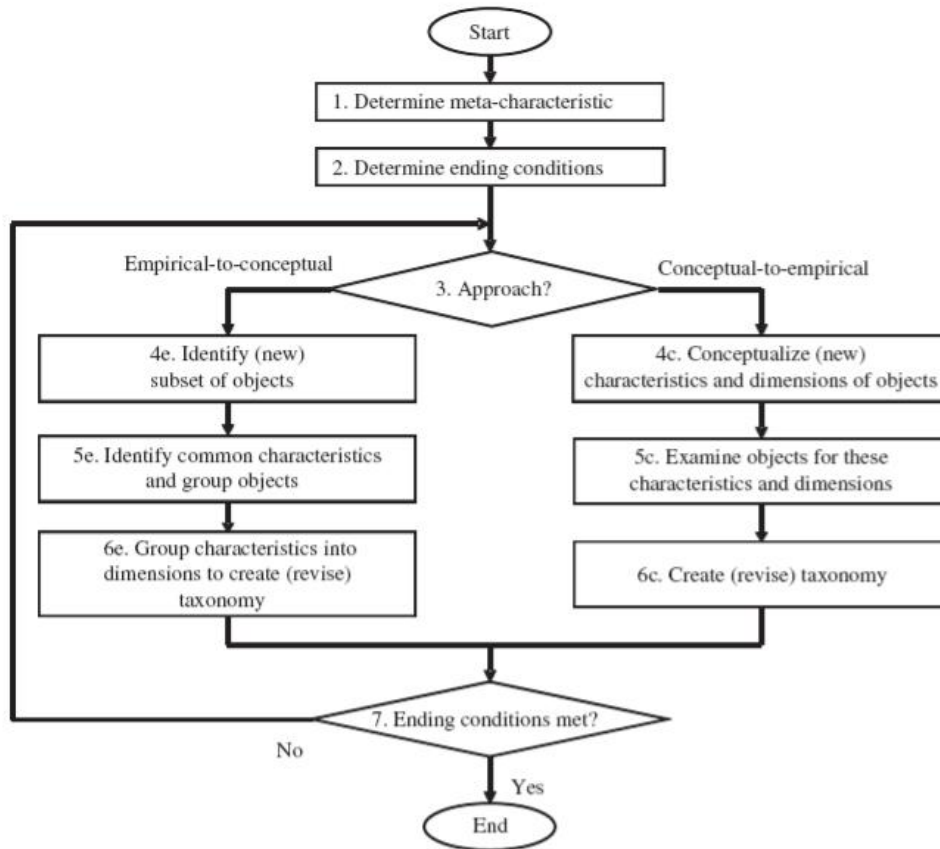 Start
1. Determine meta-characteristic
2. Determine ending conditions
Empirical-to-conceptual
Conceptual-to-empirical
3. Approach?
4e. Identify (new)
subset of objects
4c. Conceptualize (new)
characteristics and dimensions of objects
5e. Identify common characteristics
and group objects
5c. Examine objects for these
characteristics and dimensions
6e. Group characteristics into
dimensions to create (revise)
taxonomy
6c. Create (revise) taxonomy
7. Ending conditions met?
No
Yes
End